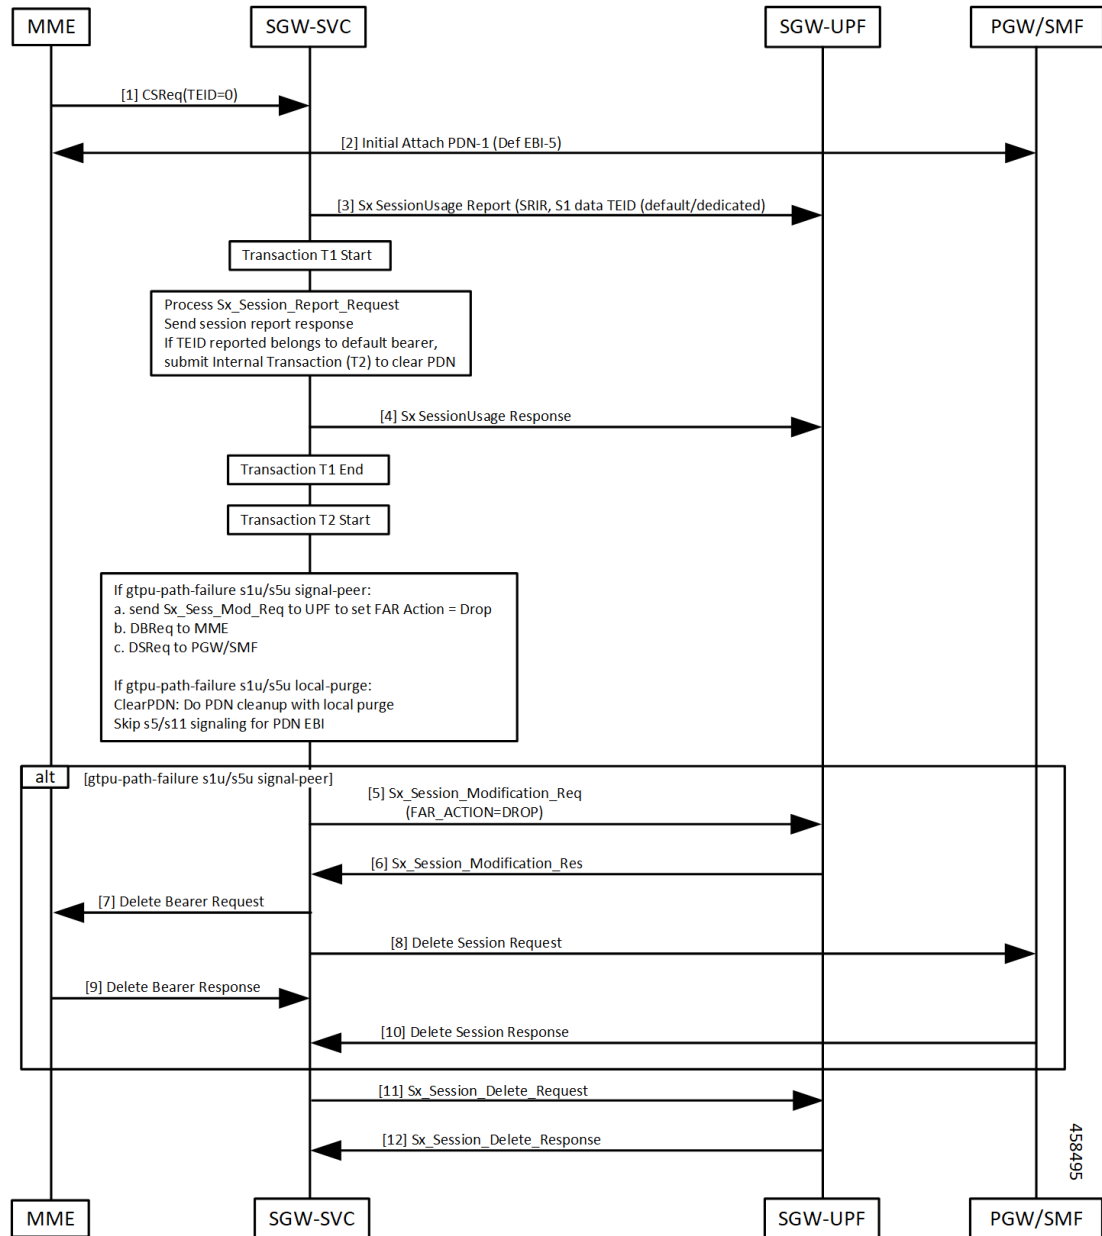 MME
SGW-SVC
SGW-UPF
PGW/SMF
[1] CSReq(TEID=0)
[2] Initial Attach PDN-1 (Def EBI-5)
[3] Sx SessionUsage Report (SRIR, S1 data TEID (default/dedicated)
Transaction T1 Start
Process Sx_Session_Report_Request
Send session report response
If TEID reported belongs to default bearer,
submit Internal Transaction (T2) to clear PDN
[4] Sx SessionUsage Response
Transaction T1 End
Transaction T2 Start
If gtpu-path-failure s1u/s5u signal-peer:
a. send Sx_Sess_Mod_Req to UPF to set FAR Action = Drop
b. DBReq to MME
c. DSReq to PGW/SMF
If gtpu-path-failure s1u/s5u local-purge:
ClearPDN: Do PDN cleanup with local purge
Skip s5/s11 signaling for PDN EBI
alt
[gtpu-path-failure s1u/s5u signal-peer]
[5] Sx_Session_Modification_Req
(FAR_ACTION=DROP)
[6] Sx_Session_Modification_Res
[7] Delete Bearer Request
[8] Delete Session Request
[9] Delete Bearer Response
[10] Delete Session Response
[11] Sx_Session_Delete_Request
[12] Sx_Session_Delete_Response
458495
MME
SGW-SVC
SGW-UPF
PGW/SMF